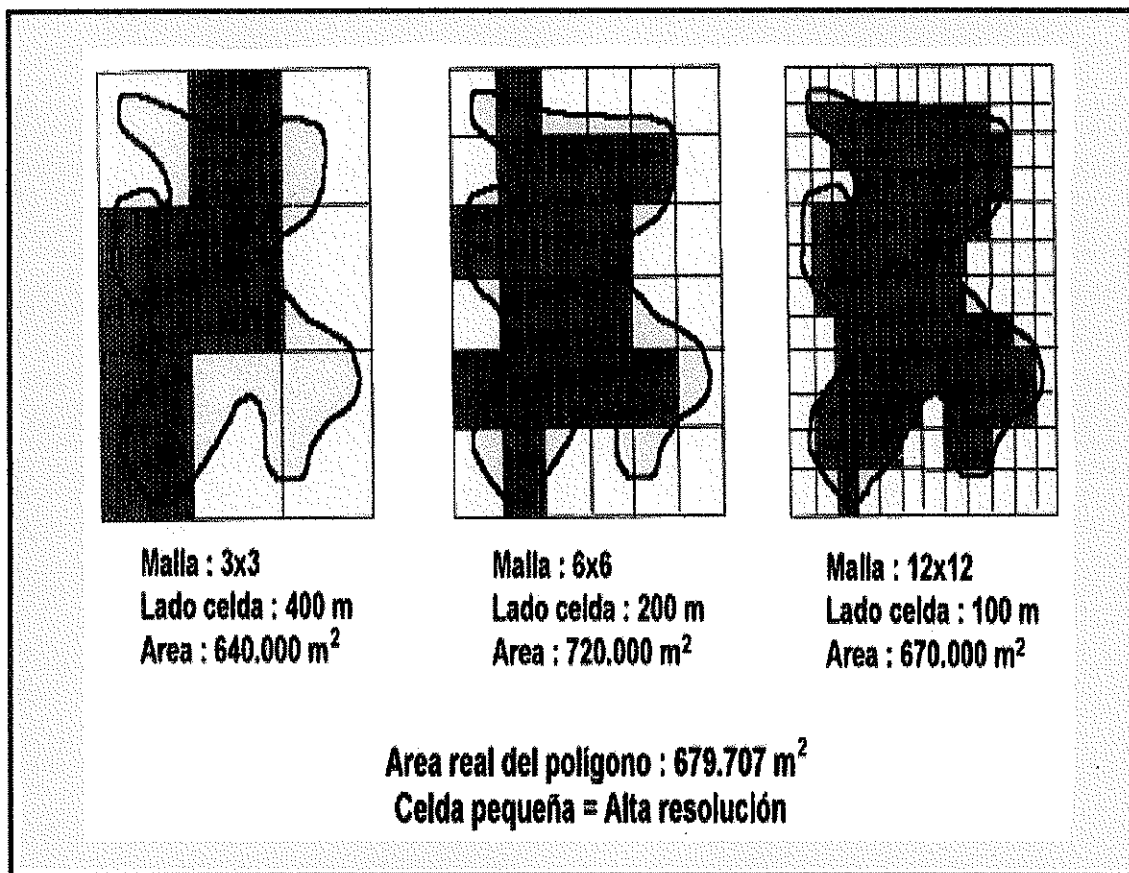 Malla : 3x3
Lado celda : 400 m
Area : 640.000 m²
Malla : 6x6
Lado celda : 200 m
Area : 720.000 m²
Malla : 12x12
Lado celda : 100 m
Area : 670.000 m²
Area real del polígono : 679.707 m²
Celda pequeña = Alta resolución